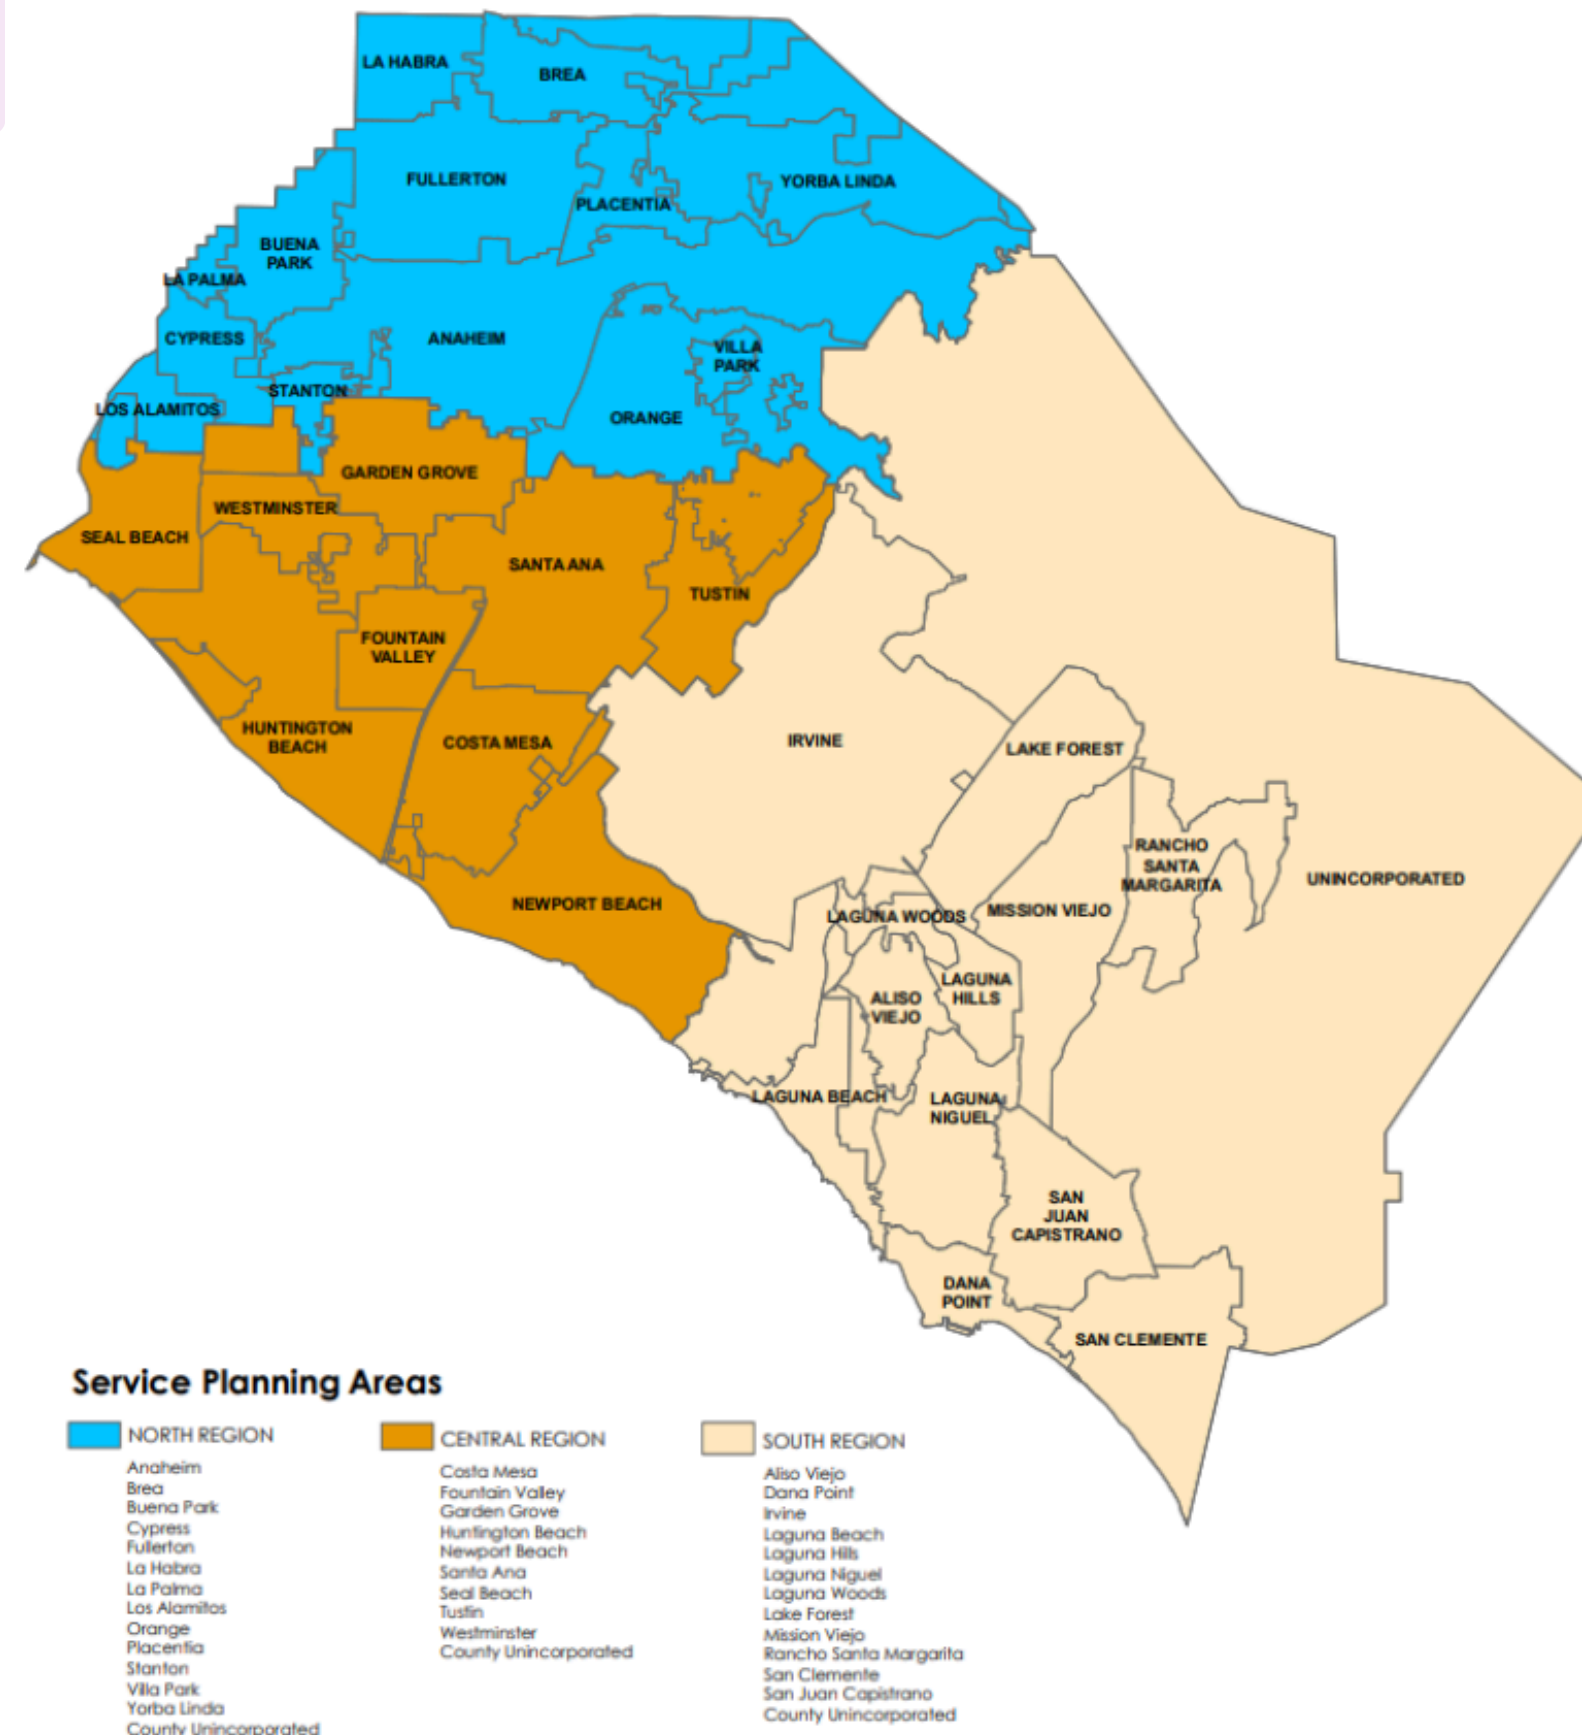 LA HABRA
BREA
FULLERTON
YORBA LINDA
PLACENTIA
BUENA
PARK
LA PALMA
CYPRESS
ANAHEIM
VILLA
PARK
STANTON
LOS ALAMITOS
ORANGE
GARDEN GROVE
WESTMINSTER
SEAL BEACH
SANTA ANA
TUSTIN
FOUNTAIN
VALLEY
HUNTINGTON
BEACH
COSTA MESA
IRVINE
LAKE FOREST
RANCHO
SANTA
MARGARITA
UNINCORPORATED
NEWPORT BEACH
LAGUNA WOODS
MISSION VIEJO
LAGUNA
HILLS
ALISO
VIEJO
LAGUNA BEACH
LAGUNA
NIGUEL
SAN
JUAN
CAPISTRANO
DANA
POINT
SAN CLEMENTE
Service Planning Areas
NORTH REGION
Anaheim
Brea
Buena Park
Cypress
Fullerton
La Habra
La Palma
Los Alamitos
Orange
Placentia
Stanton
Villa Park
Yorba Linda
County Unincorporated
CENTRAL REGION
Costa Mesa
Fountain Valley
Garden Grove
Huntington Beach
Newport Beach
Santa Ana
Seal Beach
Tustin
Westminster
County Unincorporated
SOUTH REGION
Aliso Viejo
Dana Point
Irvine
Laguna Beach
Laguna Hills
Laguna Niguel
Laguna Woods
Lake Forest
Mission Viejo
Rancho Santa Margarita
San Clemente
San Juan Capistrano
County Unincorporated